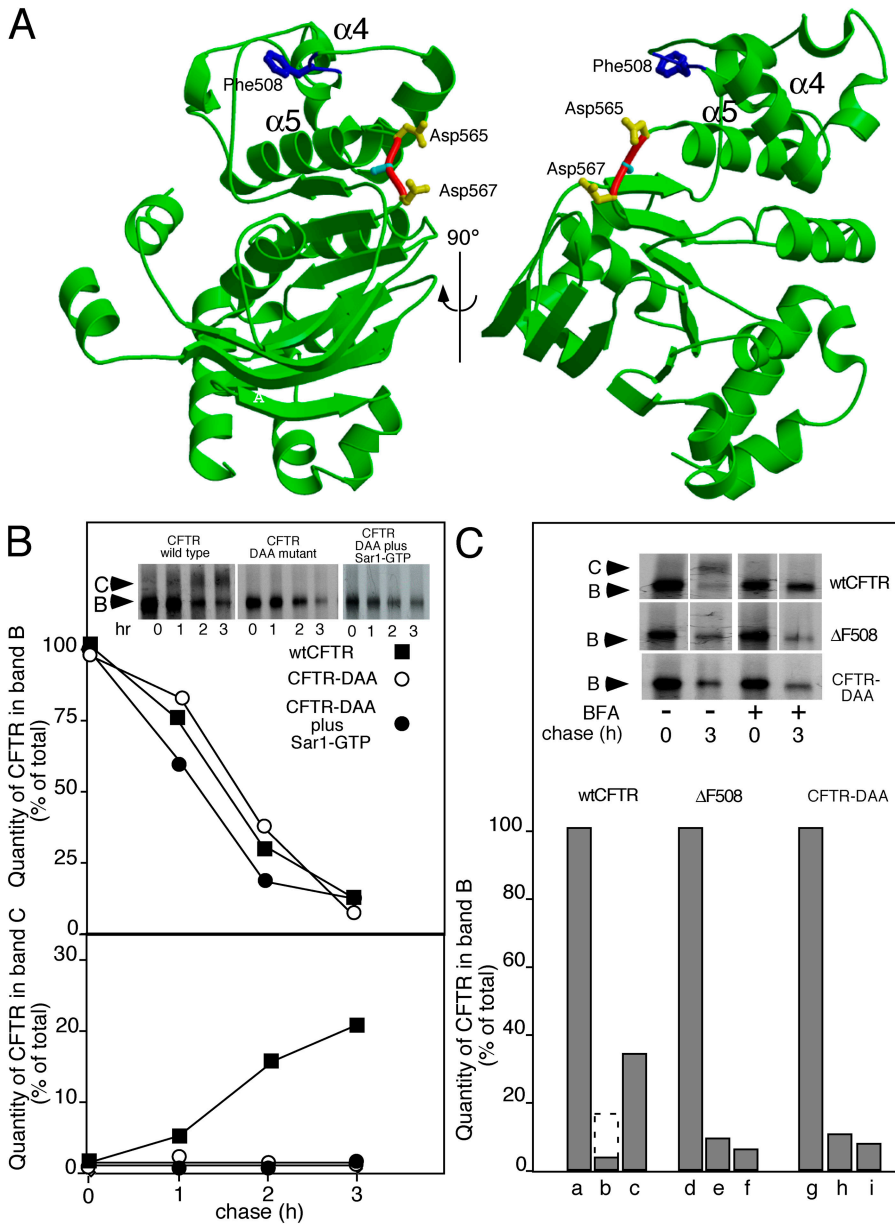 A
α4
Phe508
α5
Asp565
Asp567
90°
Phe508
α4
Asp565
α5
Asp567
A
B
CFTR
wild type
CFTR
DAA mutant
CFTR
DAA plus
Sar1-GTP
C
B
hr 0 1 2 3 0 1 2 3 0 1 2 3
wtCFTR
CFTR-DAA
CFTR-DAA
plus
Sar1-GTP
Quantity of CFTR in band B
(% of total)
100
75
50
25
0
Quantity of CFTR in band C
(% of total)
30
20
10
0
0 1 2 3
chase (h)
C
C
B
wtCFTR
B
ΔF508
B
CFTR-
DAA
BFA - - + +
chase (h) 0 3 0 3
wtCFTR ΔF508 CFTR-DAA
Quantity of CFTR in band B
(% of total)
100
80
60
40
20
0
a b c d e f g h i